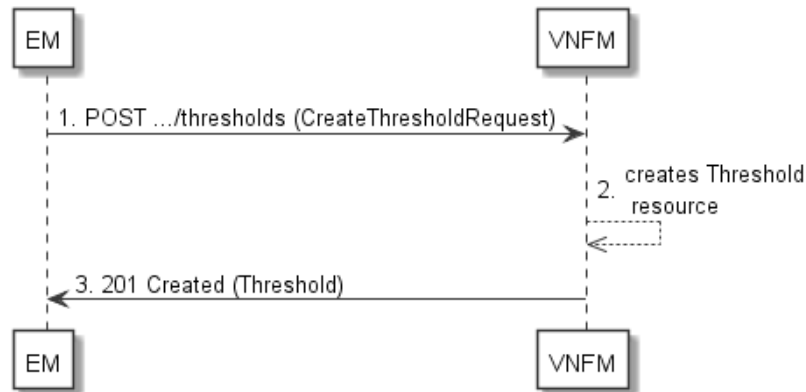 EM
VNFM
1. POST .../thresholds (CreateThresholdRequest)
2. creates Threshold
resource
3. 201 Created (Threshold)
EM
VNFM